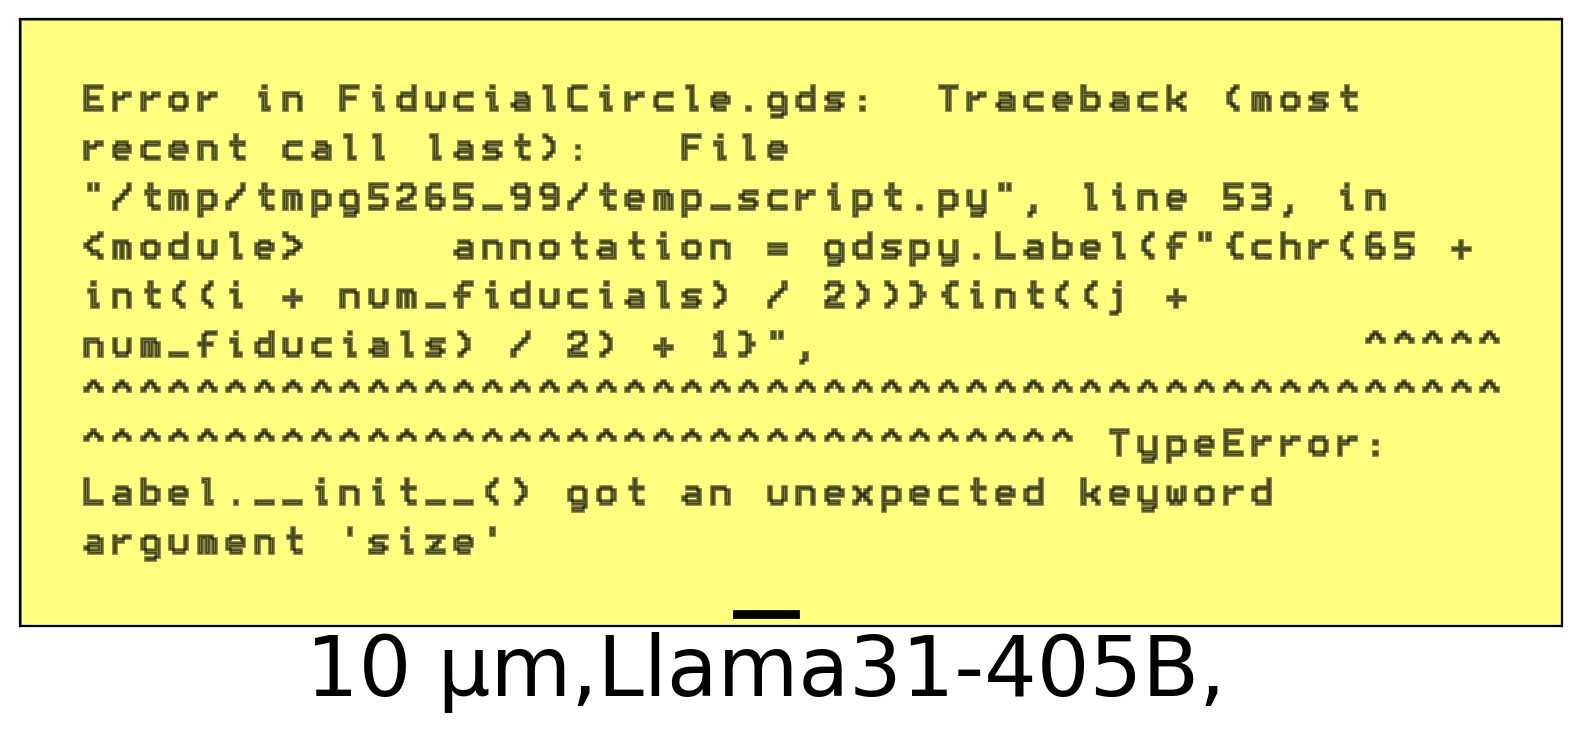 Error in FiducialCircle.gds:  Traceback (most
recent call last):   File
"/tmp/tmpg5265_99/temp_script.py", line 53, in
<module>     annotation = gdspy.Label(f"{chr(65 +
int((i + num_fiducials) / 2))}{int((j +
num_fiducials) / 2) + 1}",                   ^^^^^
^^^^^^^^^^^^^^^^^^^^^^^^^^^^^^^^^^^^^^^^^^^^^^^^^^
^^^^^^^^^^^^^^^^^^^^^^^^^^^^^^^^^^^ TypeError:
Label.__init__() got an unexpected keyword
argument 'size'
10 µm,Llama31-405B,